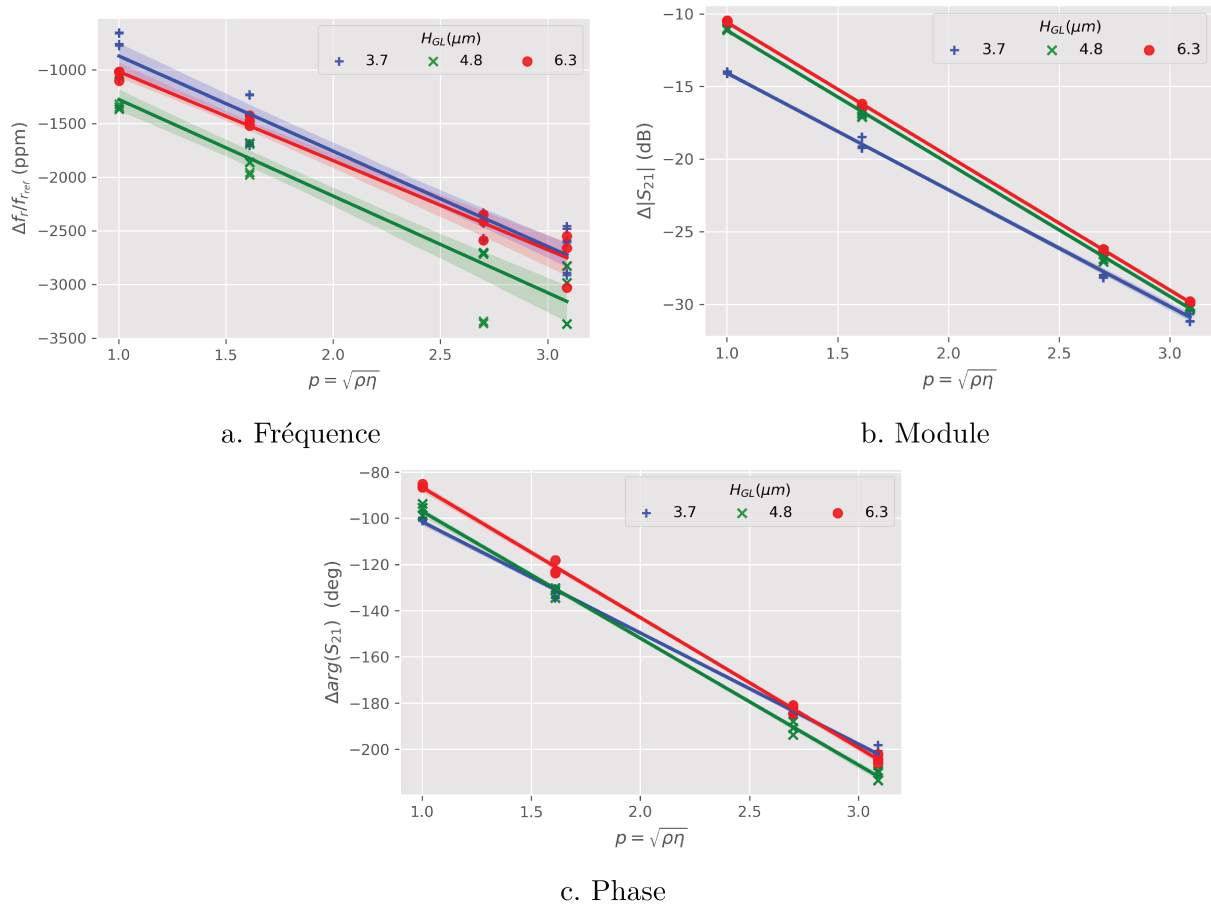 H_GL(μm)
3.7 4.8 6.3
−1000
−1500
−2000
−2500
−3000
−3500
Δf_r/f_{r_ref} (ppm)
1.0 1.5 2.0 2.5 3.0
p = √ρη
a. Fréquence
H_GL(μm)
3.7 4.8 6.3
−10
−15
−20
−25
−30
Δ|S_21| (dB)
1.0 1.5 2.0 2.5 3.0
p = √ρη
b. Module
H_GL(μm)
3.7 4.8 6.3
−80
−100
−120
−140
−160
−180
−200
Δarg(S_21) (deg)
1.0 1.5 2.0 2.5 3.0
p = √ρη
c. Phase